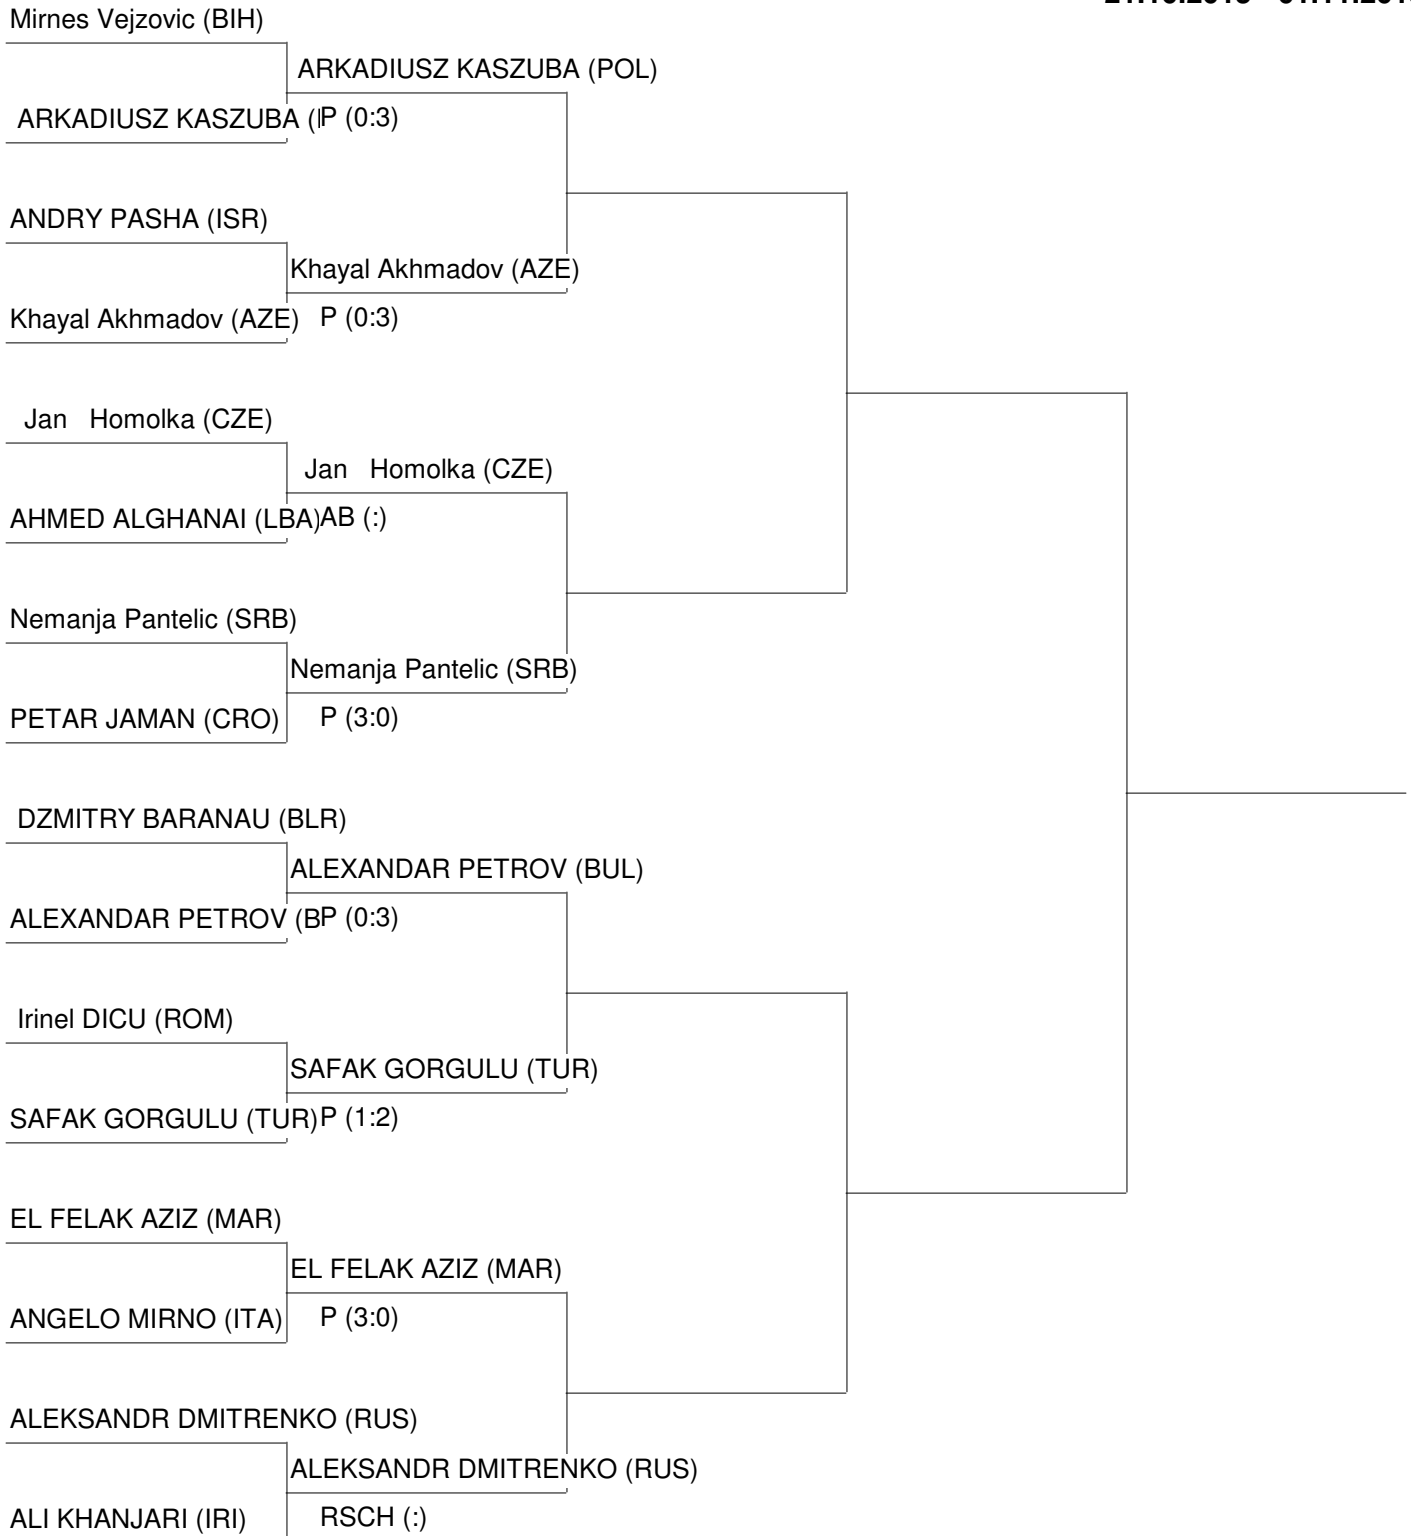 Mirnes Vejzovic (BIH)
ARKADIUSZ KASZUBA (POL)
ARKADIUSZ KASZUBA (
P (0:3)
ANDRY PASHA (ISR)
Khayal Akhmadov (AZE)
Khayal Akhmadov (AZE)
P (0:3)
Jan Homolka (CZE)
Jan Homolka (CZE)
AHMED ALGHANAI (LBA)
AB (:)
Nemanja Pantelic (SRB)
Nemanja Pantelic (SRB)
PETAR JAMAN (CRO)
P (3:0)
DZMITRY BARANAU (BLR)
ALEXANDAR PETROV (BUL)
ALEXANDAR PETROV (B
P (0:3)
Irinel DICU (ROM)
SAFAK GORGULU (TUR)
SAFAK GORGULU (TUR)
P (1:2)
EL FELAK AZIZ (MAR)
EL FELAK AZIZ (MAR)
ANGELO MIRNO (ITA)
P (3:0)
ALEKSANDR DMITRENKO (RUS)
ALEKSANDR DMITRENKO (RUS)
ALI KHANJARI (IRI)
RSCH (:)